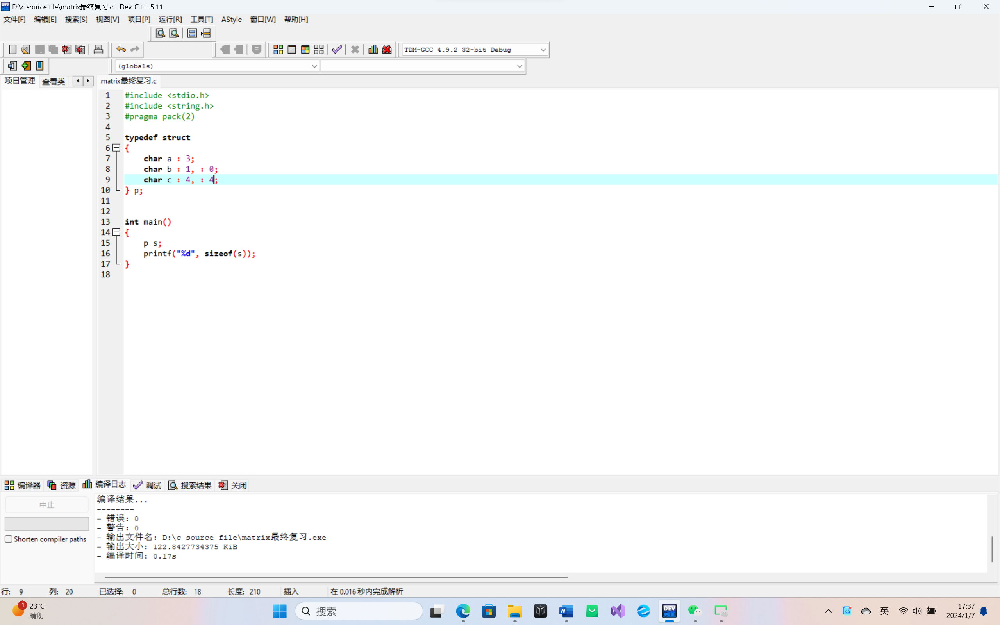 D:\c source file\matrix最终复习.c - Dev-C++ 5.11
文件[F] 编辑[E] 搜索[S] 视图[V] 项目[P] 运行[R] 工具[T] AStyle 窗口[W] 帮助[H]
TDM-GCC 4.9.2 32-bit Debug
(globals)
项目管理 查看类 matrix最终复习.c
1 #include <stdio.h>
2 #include <string.h>
3 #pragma pack(2)
4
5 typedef struct
6 {
7 char a : 3;
8 char b : 1, : 0;
9 char c : 4, : 4;
10 } p;
11
12
13 int main()
14 {
15 p s;
16 printf("%d", sizeof(s));
17 }
18
编译器 资源 编译日志 调试 搜索结果 关闭
中止
Shorten compiler paths
编译结果...
--------
- 错误: 0
- 警告: 0
- 输出文件名: D:\c source file\matrix最终复习.exe
- 输出大小: 122.8427734375 KiB
- 编译时间: 0.17s
行: 9 列: 20 已选择: 0 总行数: 18 长度: 210 插入 在 0.016 秒内完成解析
1 23°C
晴朗
搜索
W
DEV
C++
英
17:37
2024/1/7